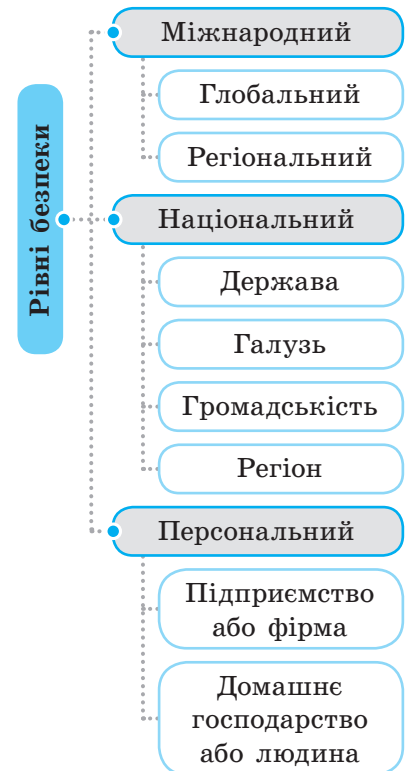 Рівні безпеки
Міжнародний
Глобальний
Регіональний
Національний
Держава
Галузь
Громадськість
Регіон
Персональний
Підприємство
або фірма
Домашнє
господарство
або людина